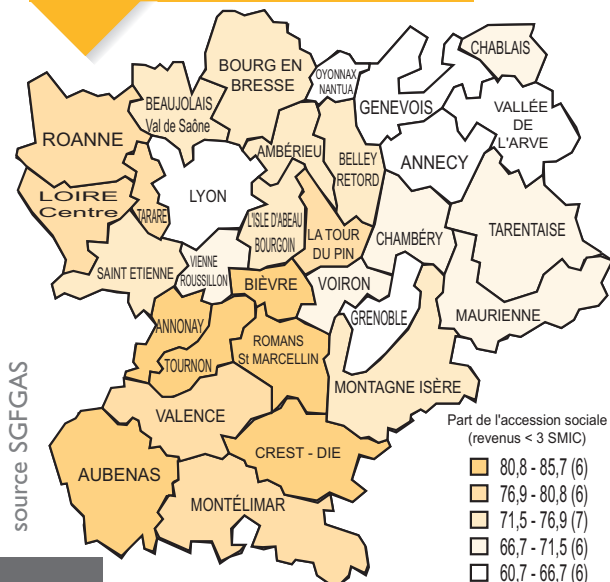 CHABLAIS
BOURG EN
BRESSE
OYONNAX
NANTUA
GENEVOIS
VALLÉE
DE
L'ARVE
BEAUJOLAIS
Val de Saône
ROANNE
AMBÉRIEU
BELLEY
RETORD
ANNECY
LYON
LOIRE
Centre
TARARE
L'ISLE D'ABEAU
BOURGOIN
LA TOUR
DU PIN
CHAMBÉRY
TARENTAISE
SAINT ETIENNE
VIENNE
ROUSSILLON
BIÈVRE
VOIRON
GRENOBLE
MAURIENNE
ANNONAY
TOURNON
ROMANS
St MARCELLIN
MONTAGNE ISÈRE
VALENCE
CREST - DIE
AUBENAS
MONTÉLIMAR
source SGFGAS
Part de l'accession sociale
(revenus < 3 SMIC)
80,8 - 85,7 (6)
76,9 - 80,8 (6)
71,5 - 76,9 (7)
66,7 - 71,5 (6)
60,7 - 66,7 (6)